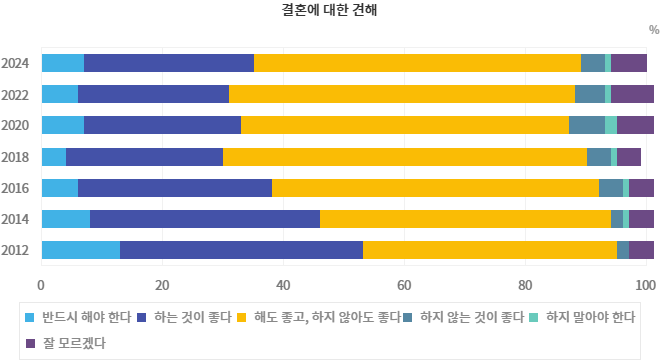 결혼에 대한 견해
%
2024
2022
2020
2018
2016
2014
2012
0 20 40 60 80 100
반드시 해야 한다 하는 것이 좋다 해도 좋고, 하지 않아도 좋다 하지 않는 것이 좋다 하지 말아야 한다
잘 모르겠다